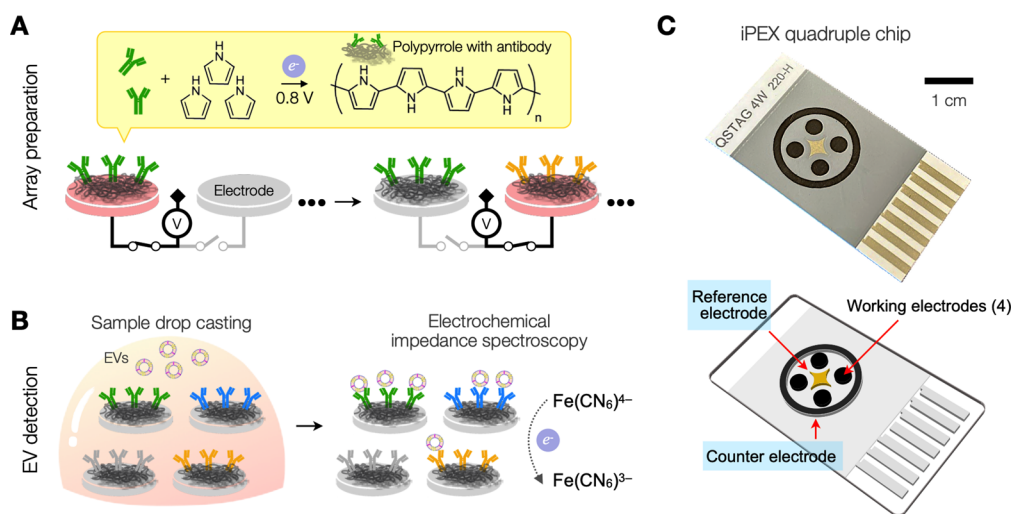 A
Array preparation
H
N
H
N
H
N
+
e-
0.8 V
Polypyrrole with antibody
H
N
N
H
H
N
N
H
n
Electrode
V
V
B
EV detection
Sample drop casting
EVs
Electrochemical
impedance spectroscopy
Fe(CN6)4–
e-
Fe(CN6)3–
C
iPEX quadruple chip
QSTAG 4W 220-H
1 cm
Reference
electrode
Working electrodes (4)
Counter electrode